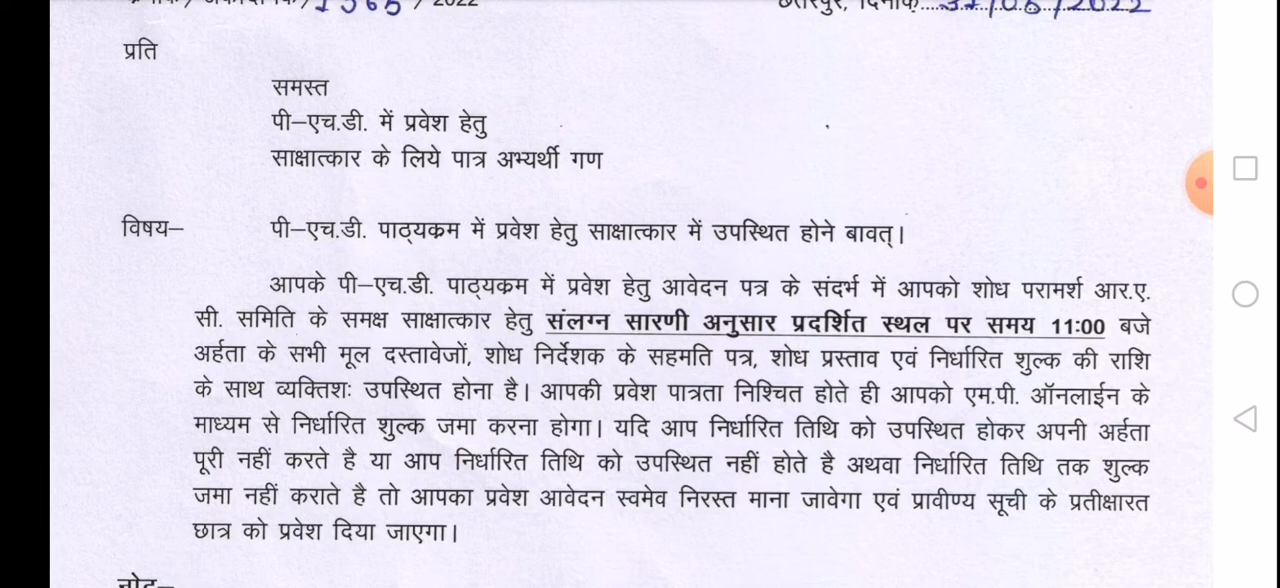 प्रति
समस्त
पी–एच.डी. में प्रवेश हेतु
साक्षात्कार के लिये पात्र अभ्यर्थी गण
विषय– पी–एच.डी. पाठ्यक्रम में प्रवेश हेतु साक्षात्कार में उपस्थित होने बावत्।
आपके पी–एच.डी. पाठ्यक्रम में प्रवेश हेतु आवेदन पत्र के संदर्भ में आपको शोध परामर्श आर.ए.
सी. समिति के समक्ष साक्षात्कार हेतु संलग्न सारणी अनुसार प्रदर्शित स्थल पर समय 11:00 बजे
अर्हता के सभी मूल दस्तावेजों, शोध निर्देशक के सहमति पत्र, शोध प्रस्ताव एवं निर्धारित शुल्क की राशि
के साथ व्यक्तिशः उपस्थित होना है। आपकी प्रवेश पात्रता निश्चित होते ही आपको एम.पी. ऑनलाईन के
माध्यम से निर्धारित शुल्क जमा करना होगा। यदि आप निर्धारित तिथि को उपस्थित होकर अपनी अर्हता
पूरी नहीं करते है या आप निर्धारित तिथि को उपस्थित नहीं होते है अथवा निर्धारित तिथि तक शुल्क
जमा नहीं कराते है तो आपका प्रवेश आवेदन स्वमेव निरस्त माना जावेगा एवं प्रावीण्य सूची के प्रतीक्षारत
छात्र को प्रवेश दिया जाएगा।
नोट–